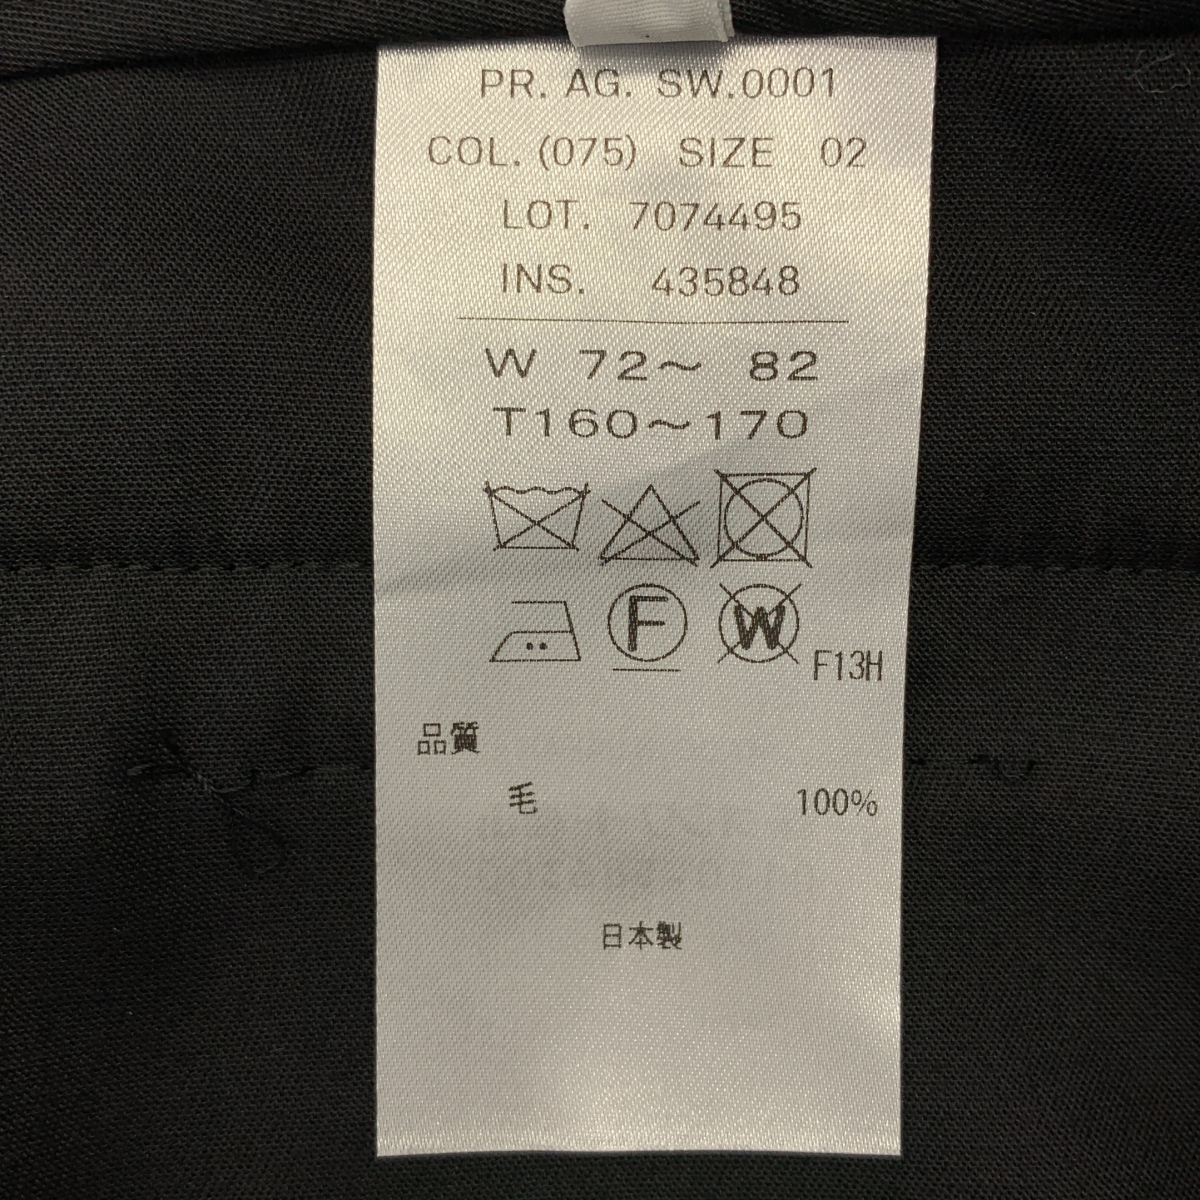 PR. AG. SW.0001
COL. (075) SIZE 02
LOT. 7074495
INS. 435848
W 72～ 82
T160～170
F W F13H
品質
毛 100%
日本製